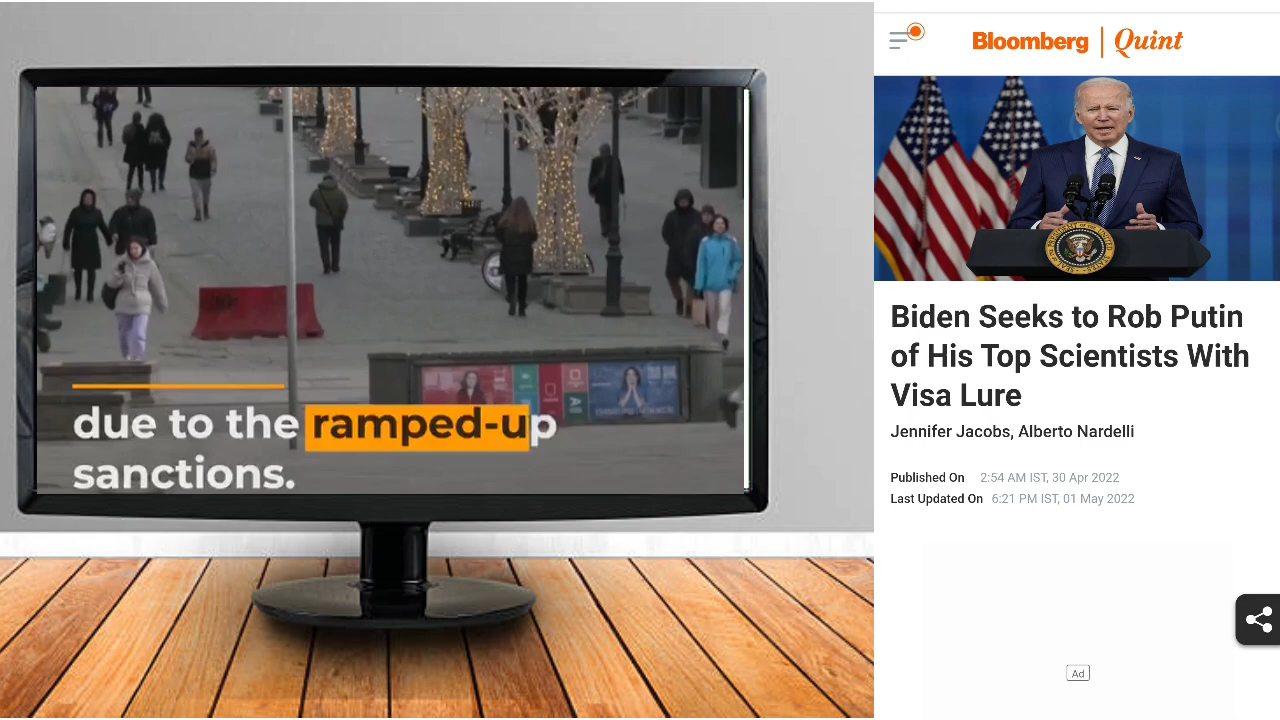 due to the ramped-up
sanctions.
Bloomberg | Quint
Biden Seeks to Rob Putin
of His Top Scientists With
Visa Lure
Jennifer Jacobs, Alberto Nardelli
Published On 2:54 AM IST, 30 Apr 2022
Last Updated On 6:21 PM IST, 01 May 2022
Ad